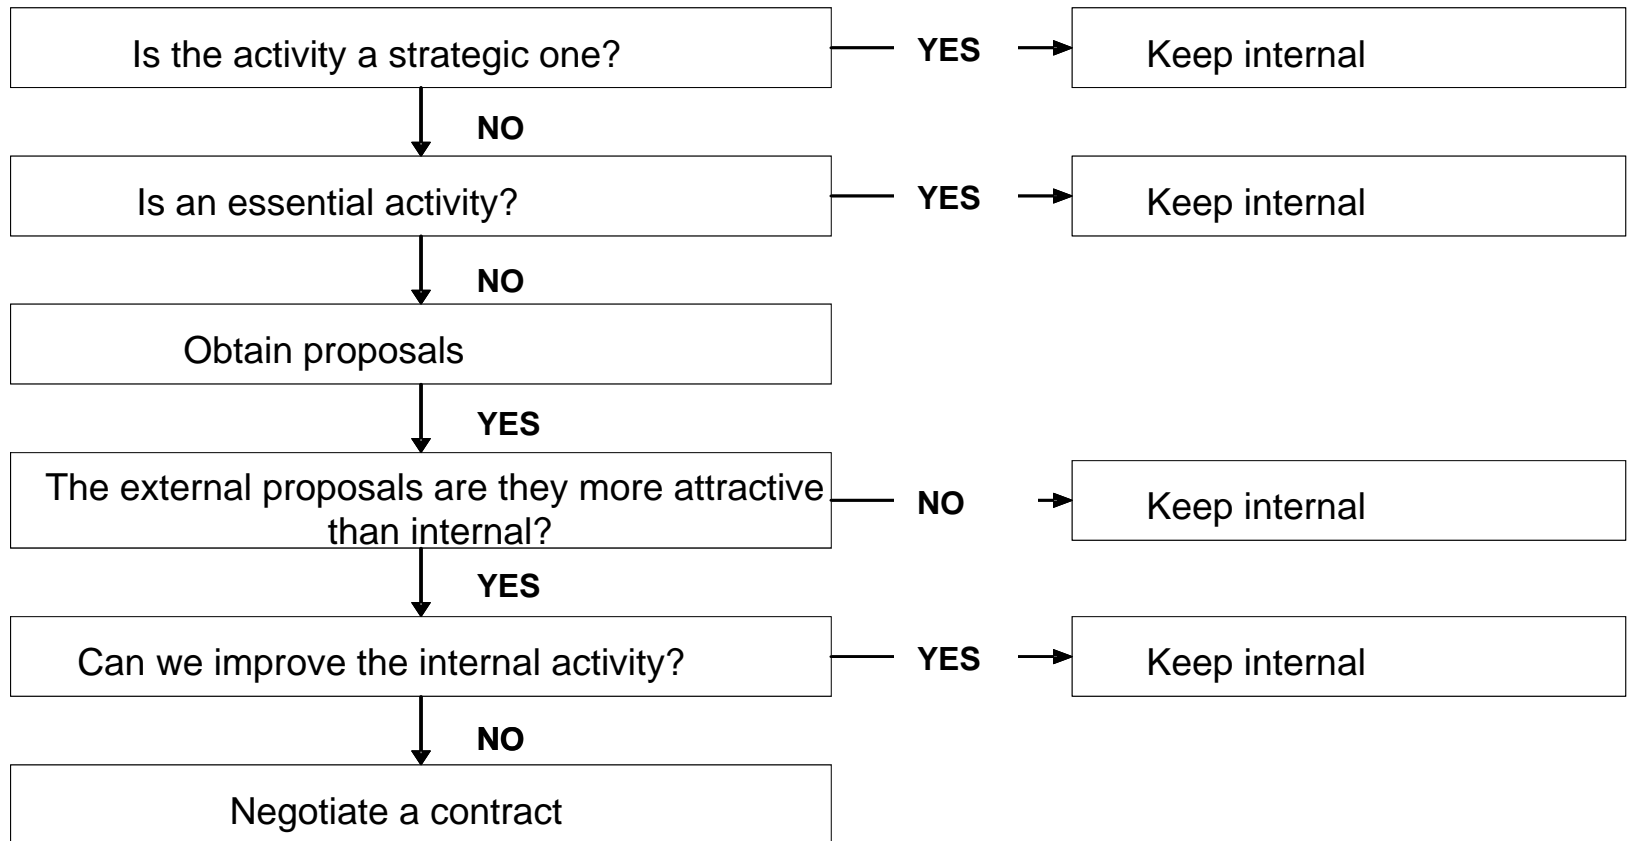 Is the activity a strategic one?
YES
Keep internal
NO
Is an essential activity?
YES
Keep internal
NO
Obtain proposals
YES
The external proposals are they more attractive
than internal?
NO
Keep internal
YES
Can we improve the internal activity?
YES
Keep internal
NO
Negotiate a contract